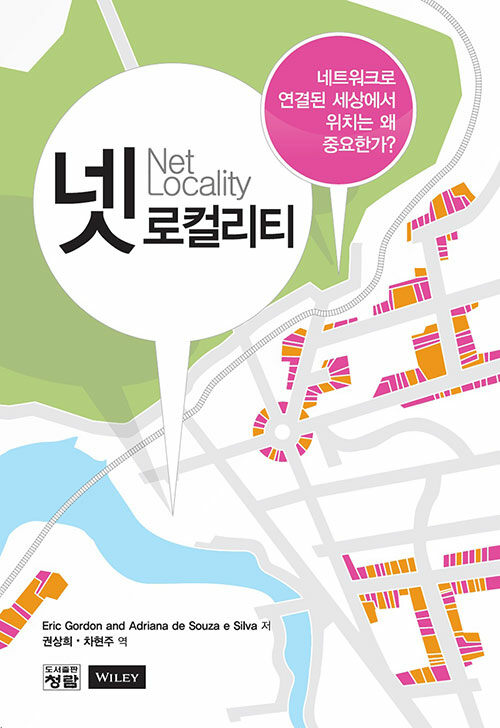 네트워크로
연결된 세상에서
위치는 왜
중요한가?
넷
Net
Locality
로컬리티
Eric Gordon and Adriana de Souza e Silva 저
권상희 · 차현주 역
도서출판
청람
WILEY